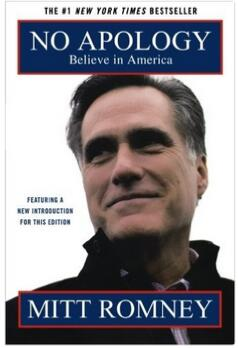 THE #1 NEW YORK TIMES BESTSELLER
NO APOLOGY
Believe in America
FEATURING A
NEW INTRODUCTION
FOR THIS EDITION
MITT ROMNEY